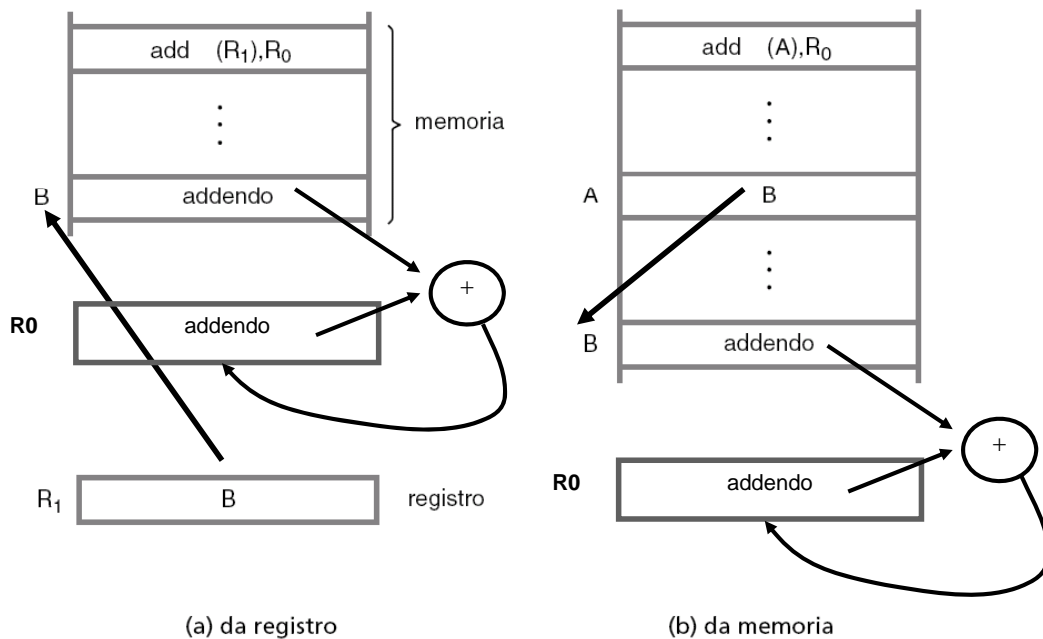 add (R₁),R₀
⋮
memoria
B addendo
+
R0 addendo
R₁ B registro
(a) da registro
add (A),R₀
⋮
A B
⋮
B addendo
+
R0 addendo
(b) da memoria